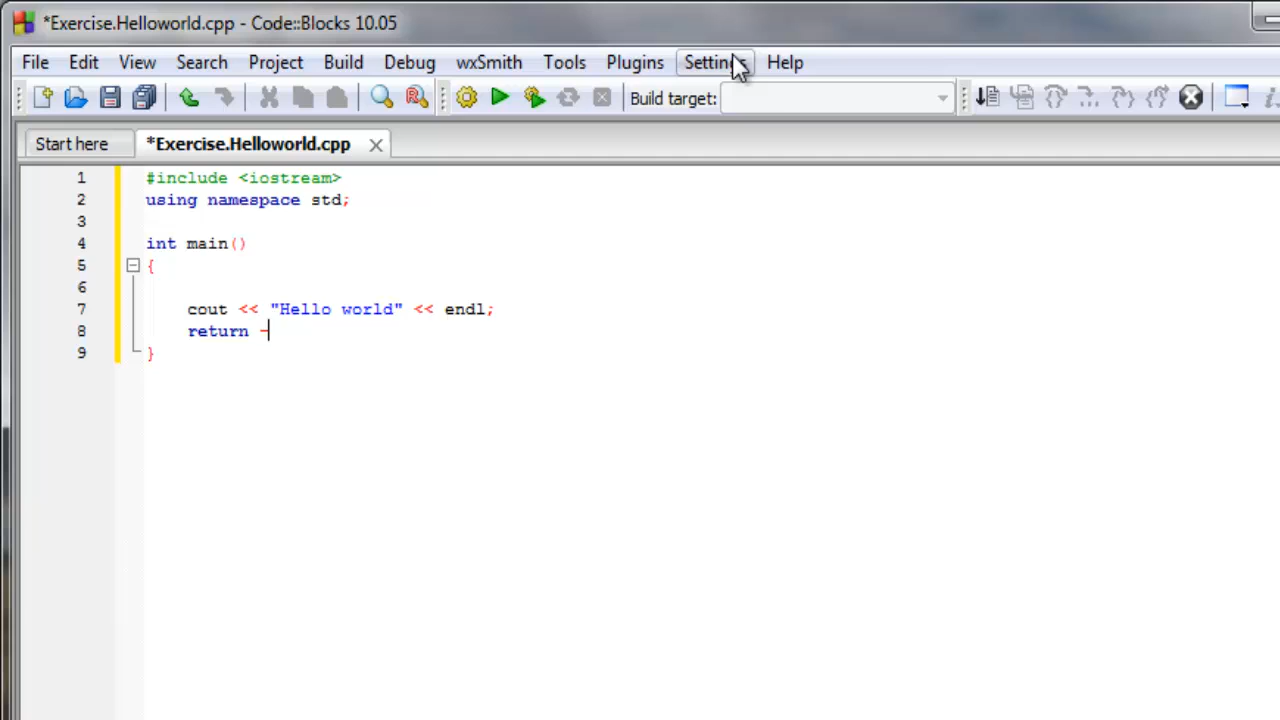 *Exercise.Helloworld.cpp - Code::Blocks 10.05
File Edit View Search Project Build Debug wxSmith Tools Plugins Settings Help
Build target:
Start here *Exercise.Helloworld.cpp
1 #include <iostream>
2 using namespace std;
3
4 int main()
5 {
6
7 cout << "Hello world" << endl;
8 return -
9 }